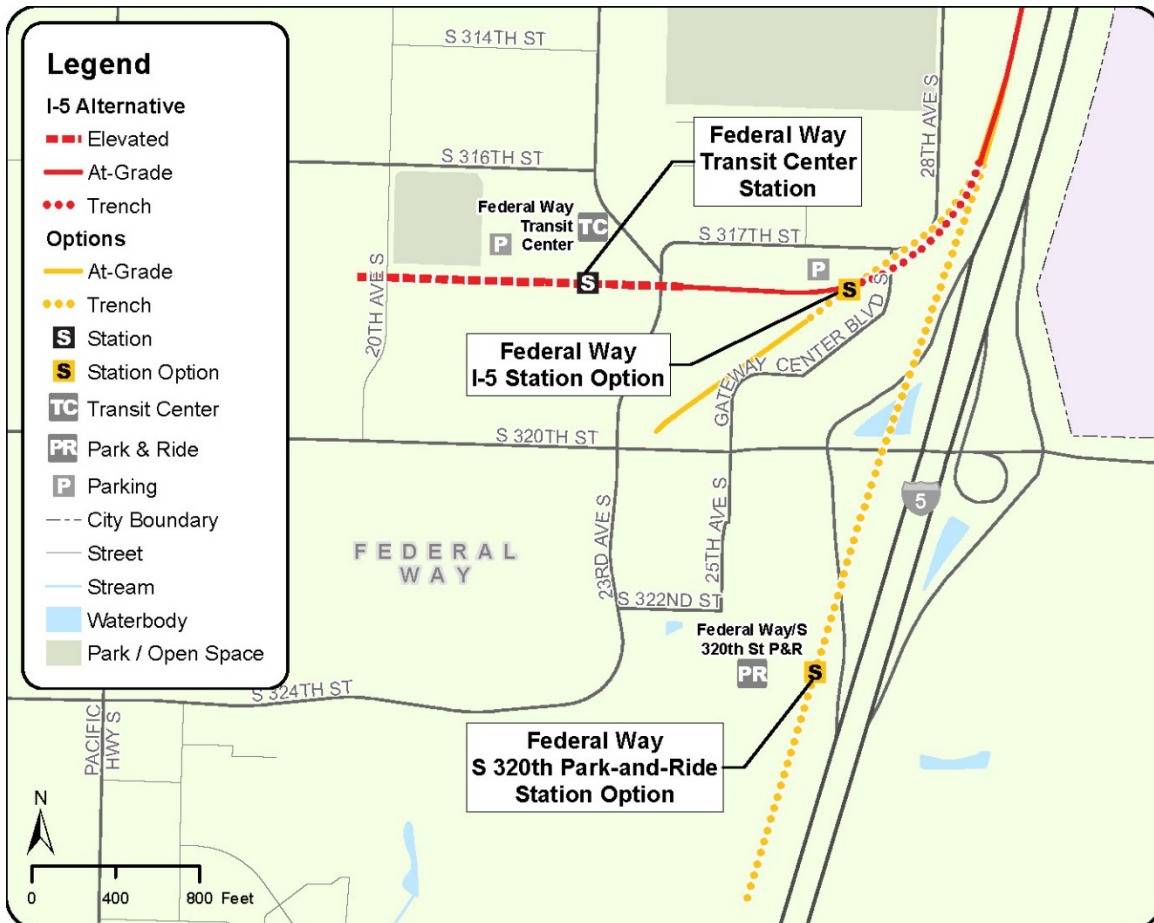 Legend
I-5 Alternative
Elevated
At-Grade
Trench
Options
At-Grade
Trench
S Station
S Station Option
TC Transit Center
PR Park & Ride
P Parking
City Boundary
Street
Stream
Waterbody
Park / Open Space
S 314TH ST
S 316TH ST
28TH AVE S
Federal Way
Transit Center
Station
Federal Way
Transit
Center
TC
P
S 317TH ST
P
20TH AVE S
S
S
Federal Way
I-5 Station Option
GATEWAY CENTER BLVD S
S 320TH ST
5
23RD AVE S
25TH AVE S
FEDERAL
WAY
S 322ND ST
Federal Way/S
320th St P&R
PR
S
S 324TH ST
PACIFIC
HWY S
Federal Way
S 320th Park-and-Ride
Station Option
N
0 400 800 Feet